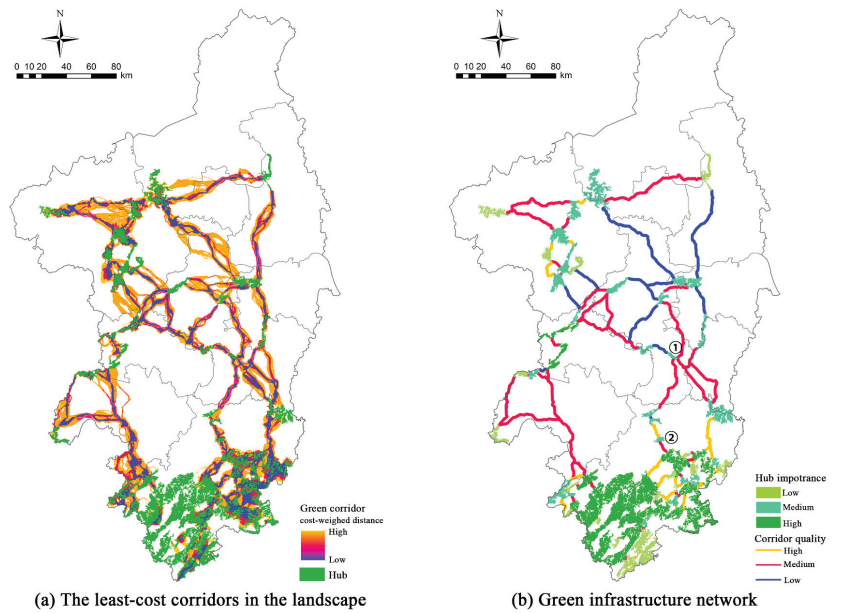 N
0 10 20 40 60 80
km
Green corridor
cost-weighed distance
High
Low
Hub
(a) The least-cost corridors in the landscape
N
0 10 20 40 60 80
km
①
②
Hub impotrance
Low
Medium
High
Corridor quality
High
Medium
Low
(b) Green infrastructure network